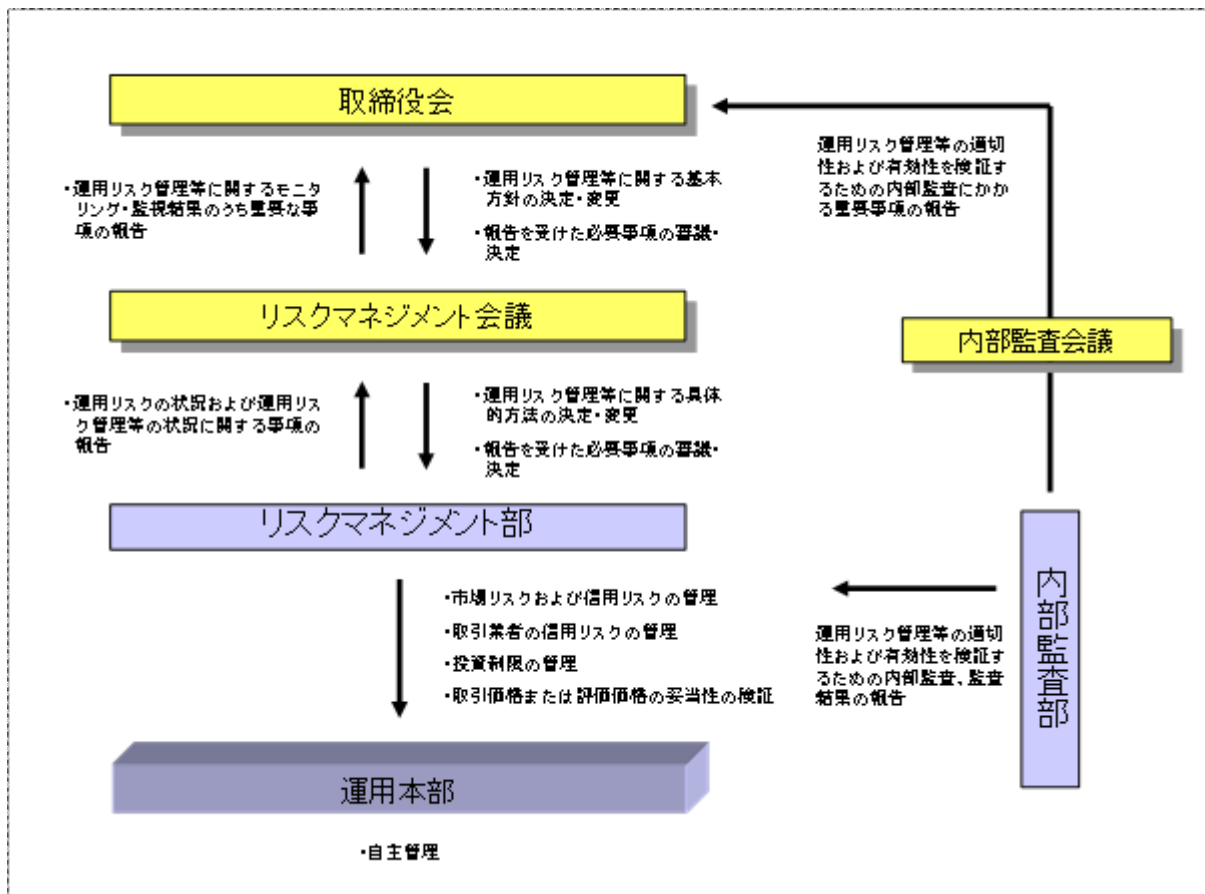 取締役会
・運用リスク管理等に関するモニ
タリング・監視結果のうち重要な事
項の報告
・運用リスク管理等に関する基本
方針の決定・変更
・報告を受けた必要事項の審議・
決定
運用リスク管理等の適切
性および有効性を検証す
るための内部監査にかか
る重要事項の報告
リスクマネジメント会議
内部監査会議
・運用リスクの状況および運用リス
ク管理等の状況に関する事項の
報告
・運用リスク管理等に関する具体
的方法の決定・変更
・報告を受けた必要事項の審議・
決定
リスクマネジメント部
内部監査部
・市場リスクおよび信用リスクの管理
・取引業者の信用リスクの管理
・投資制限の管理
・取引価格または評価価格の妥当性の検証
運用リスク管理等の適切
性および有効性を検証す
るための内部監査、監査
結果の報告
運用本部
・自主管理